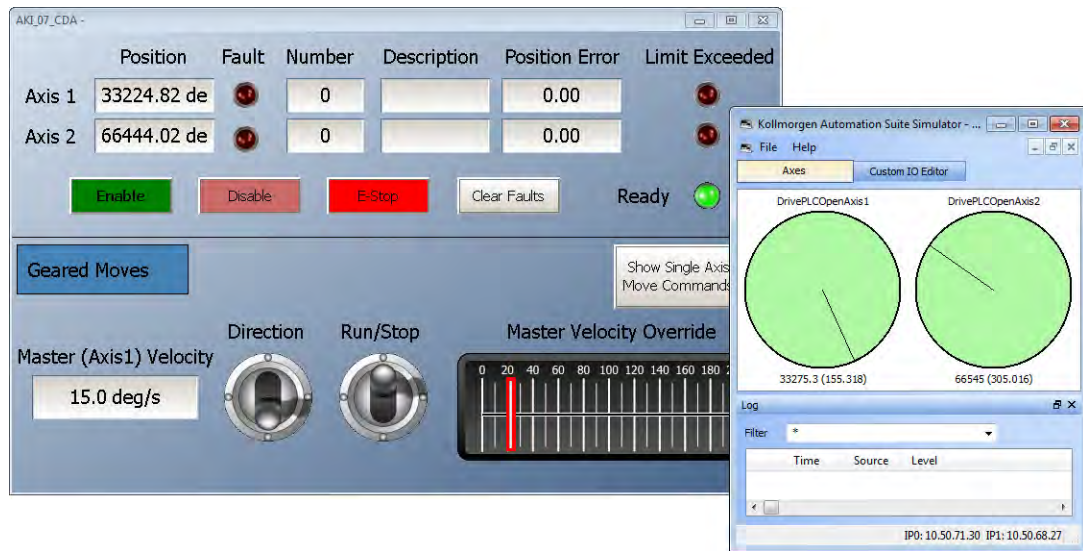 AKI_07_CDA -
Position Fault Number Description Position Error Limit Exceeded
Axis 1 33224.82 de 0 0.00
Axis 2 66444.02 de 0 0.00
Enable Disable E-Stop Clear Faults Ready
Geared Moves
Show Single Axis
Move Commands
Direction Run/Stop Master Velocity Override
Master (Axis1) Velocity
15.0 deg/s
0 20 40 60 80 100 120 140 160 180
Kollmorgen Automation Suite Simulator - ...
File Help
Axes Custom IO Editor
DrivePLCOpenAxis1 DrivePLCOpenAxis2
33275.3 (155.318) 66545 (305.016)
Log
Filter *
Time Source Level
IP0: 10.50.71.30 IP1: 10.50.68.27